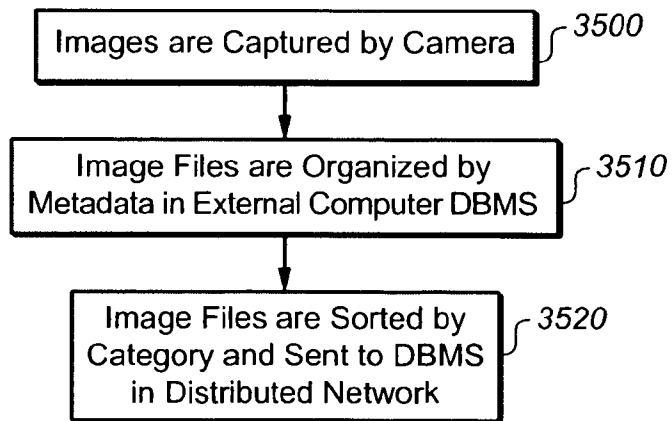 Images are Captured by Camera
3500
Image Files are Organized by
Metadata in External Computer DBMS
3510
Image Files are Sorted by
Category and Sent to DBMS
in Distributed Network
3520